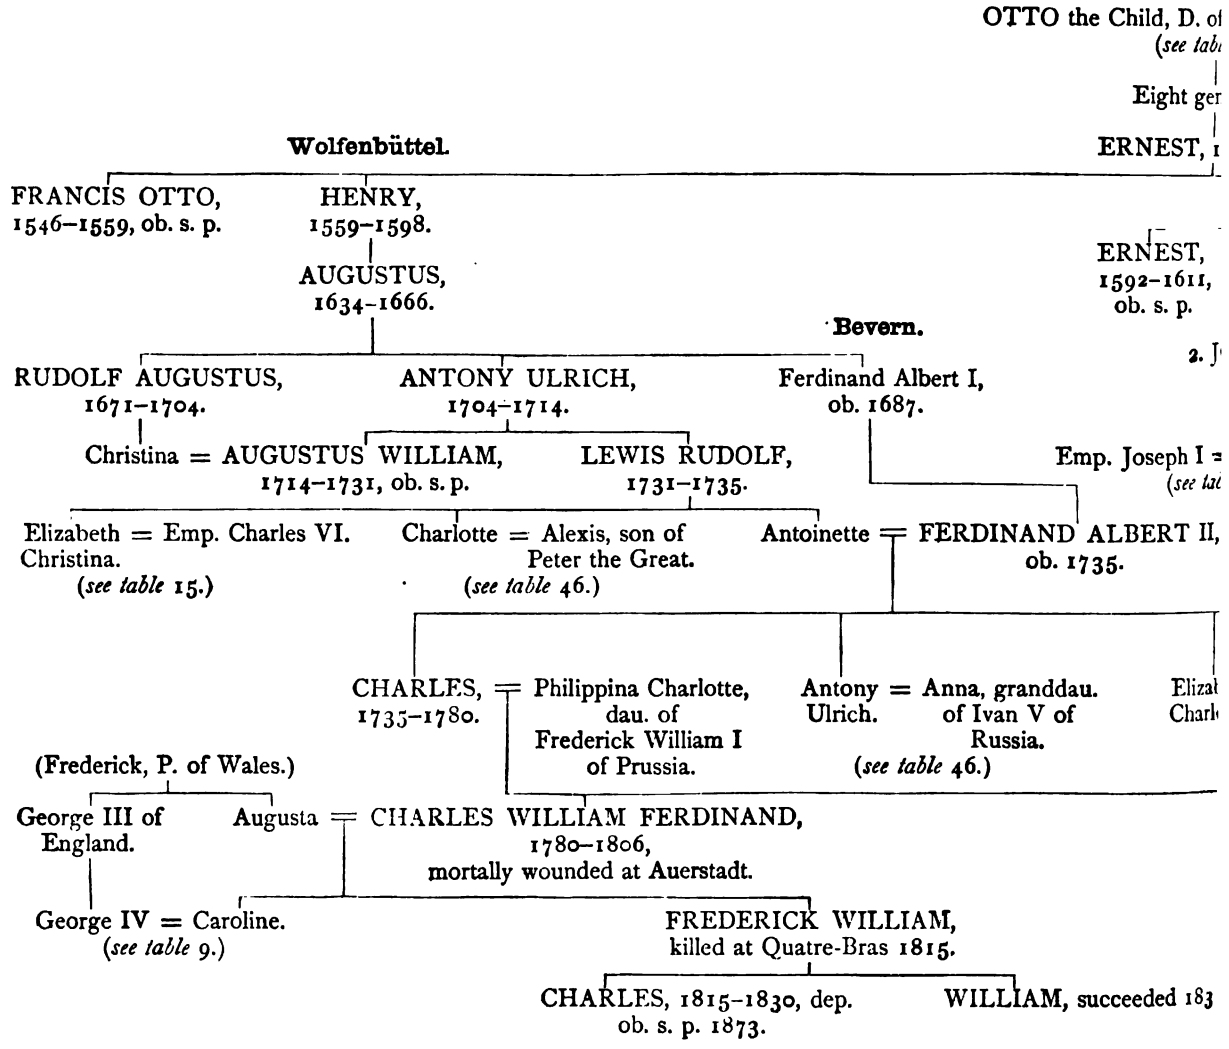 OTTO the Child, D. of
(see
Eight
Wolfenbüttel.
ERNEST,
FRANCIS OTTO,
1546–1559, ob. s. p.
HENRY,
1559–1598.
AUGUSTUS,
1634–1666.
ERNEST,
1592–1611,
ob. s. p.
Bevern.
2.
RUDOLF AUGUSTUS,
1671–1704.
ANTONY ULRICH,
1704–1714.
Ferdinand Albert I,
ob. 1687.
Christina = AUGUSTUS WILLIAM,
1714–1731, ob. s. p.
LEWIS RUDOLF,
1731–1735.
Emp. Joseph I =
(see
Elizabeth = Emp. Charles VI.
Christina.
(see table 15.)
Charlotte = Alexis, son of
Peter the Great.
(see table 46.)
Antoinette = FERDINAND ALBERT II,
ob. 1735.
CHARLES, = Philippina Charlotte,
1735–1780. dau. of
Frederick William I
of Prussia.
Antony = Anna, granddau.
Ulrich. of Ivan V of
Russia.
(see table 46.)
(Frederick, P. of Wales.)
George III of
England.
Augusta = CHARLES WILLIAM FERDINAND,
1780–1806,
mortally wounded at Auerstadt.
George IV = Caroline.
(see table 9.)
FREDERICK WILLIAM,
killed at Quatre-Bras 1815.
CHARLES, 1815–1830, dep.
ob. s. p. 1873.
WILLIAM, succeeded 183